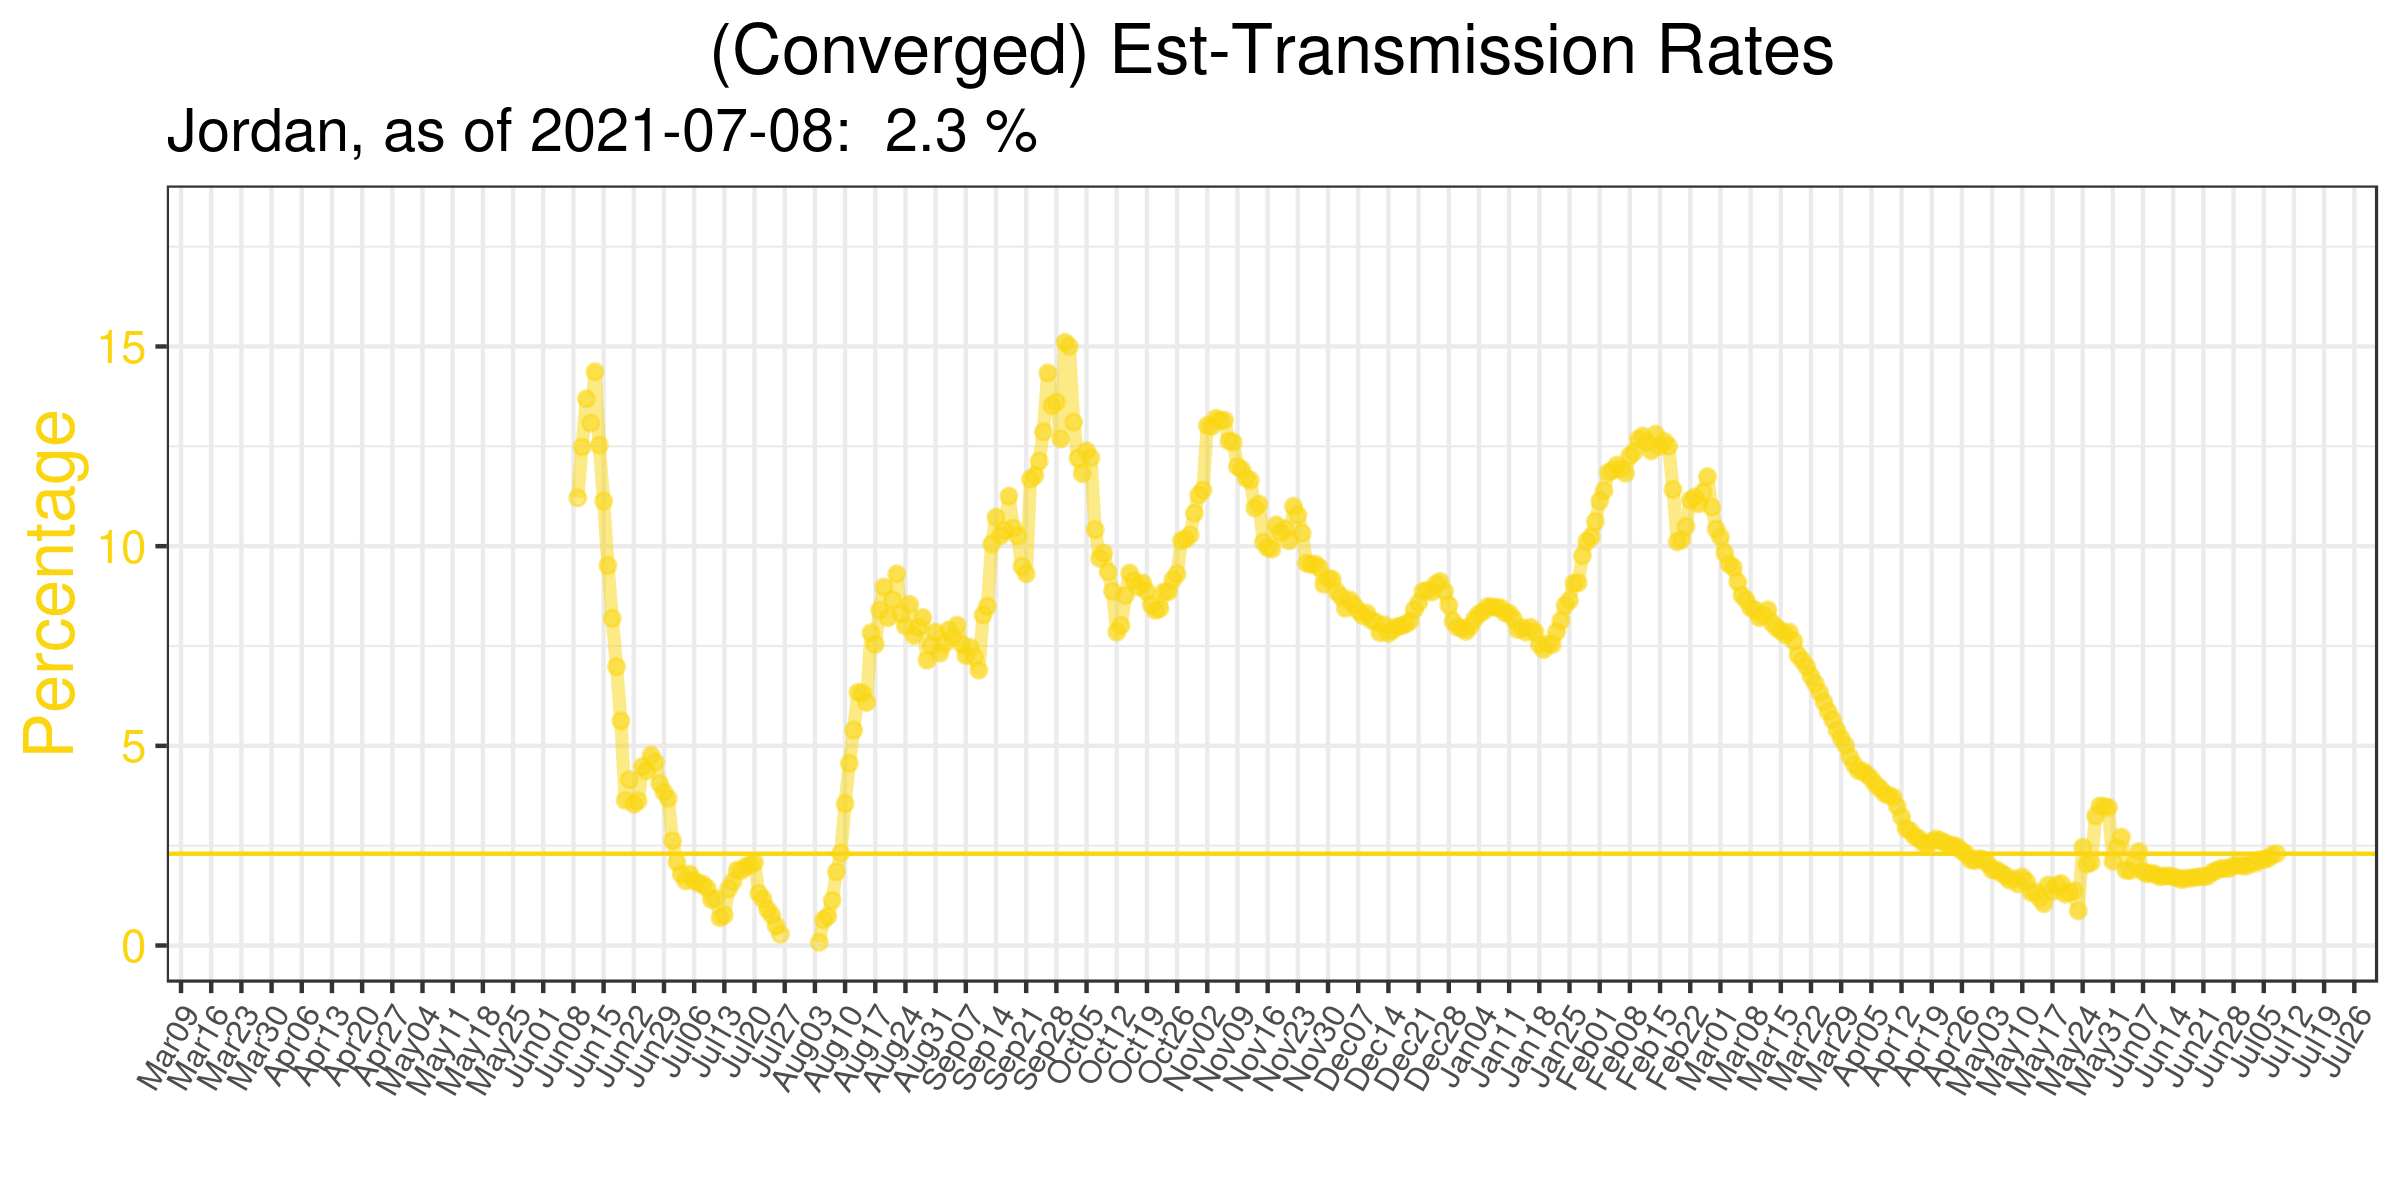 (Converged) Est-Transmission Rates
Jordan, as of 2021-07-08:  2.3 %
Percentage
15
10
5
0
Mar09
Mar16
Mar23
Mar30
Apr06
Apr13
Apr20
Apr27
May04
May11
May18
May25
Jun01
Jun08
Jun15
Jun22
Jun29
Jul06
Jul13
Jul20
Jul27
Aug03
Aug10
Aug17
Aug24
Aug31
Sep07
Sep14
Sep21
Sep28
Oct05
Oct12
Oct19
Oct26
Nov02
Nov09
Nov16
Nov23
Nov30
Dec07
Dec14
Dec21
Dec28
Jan04
Jan11
Jan18
Jan25
Feb01
Feb08
Feb15
Feb22
Mar01
Mar08
Mar15
Mar22
Mar29
Apr05
Apr12
Apr19
Apr26
May03
May10
May17
May24
May31
Jun07
Jun14
Jun21
Jun28
Jul05
Jul12
Jul19
Jul26